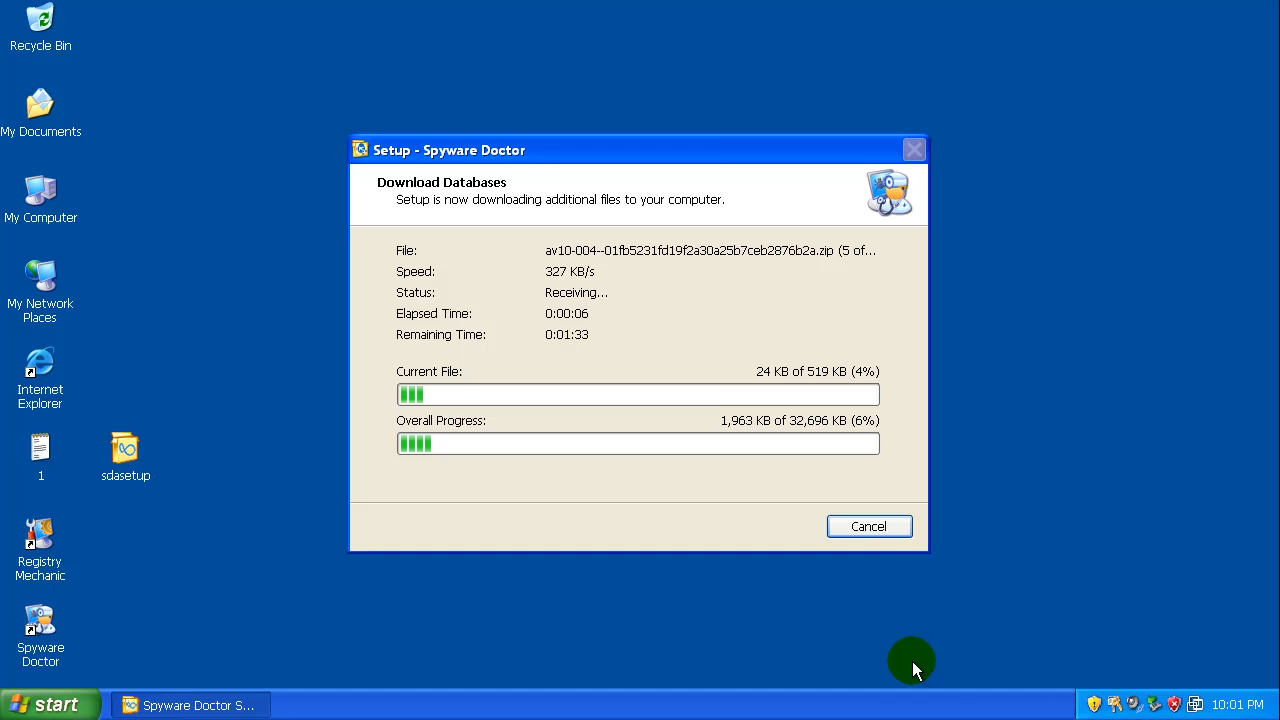 Recycle Bin
My Documents
My Computer
My Network
Places
Internet
Explorer
1
sdasetup
Registry
Mechanic
Spyware
Doctor
Setup - Spyware Doctor
Download Databases
Setup is now downloading additional files to your computer.
File: av10-004--01fb5231fd19f2a30a25b7ceb2876b2a.zip (5 of...
Speed: 327 KB/s
Status: Receiving...
Elapsed Time: 0:00:06
Remaining Time: 0:01:33
Current File: 24 KB of 519 KB (4%)
Overall Progress: 1,963 KB of 32,696 KB (6%)
Cancel
start
Spyware Doctor S...
10:01 PM